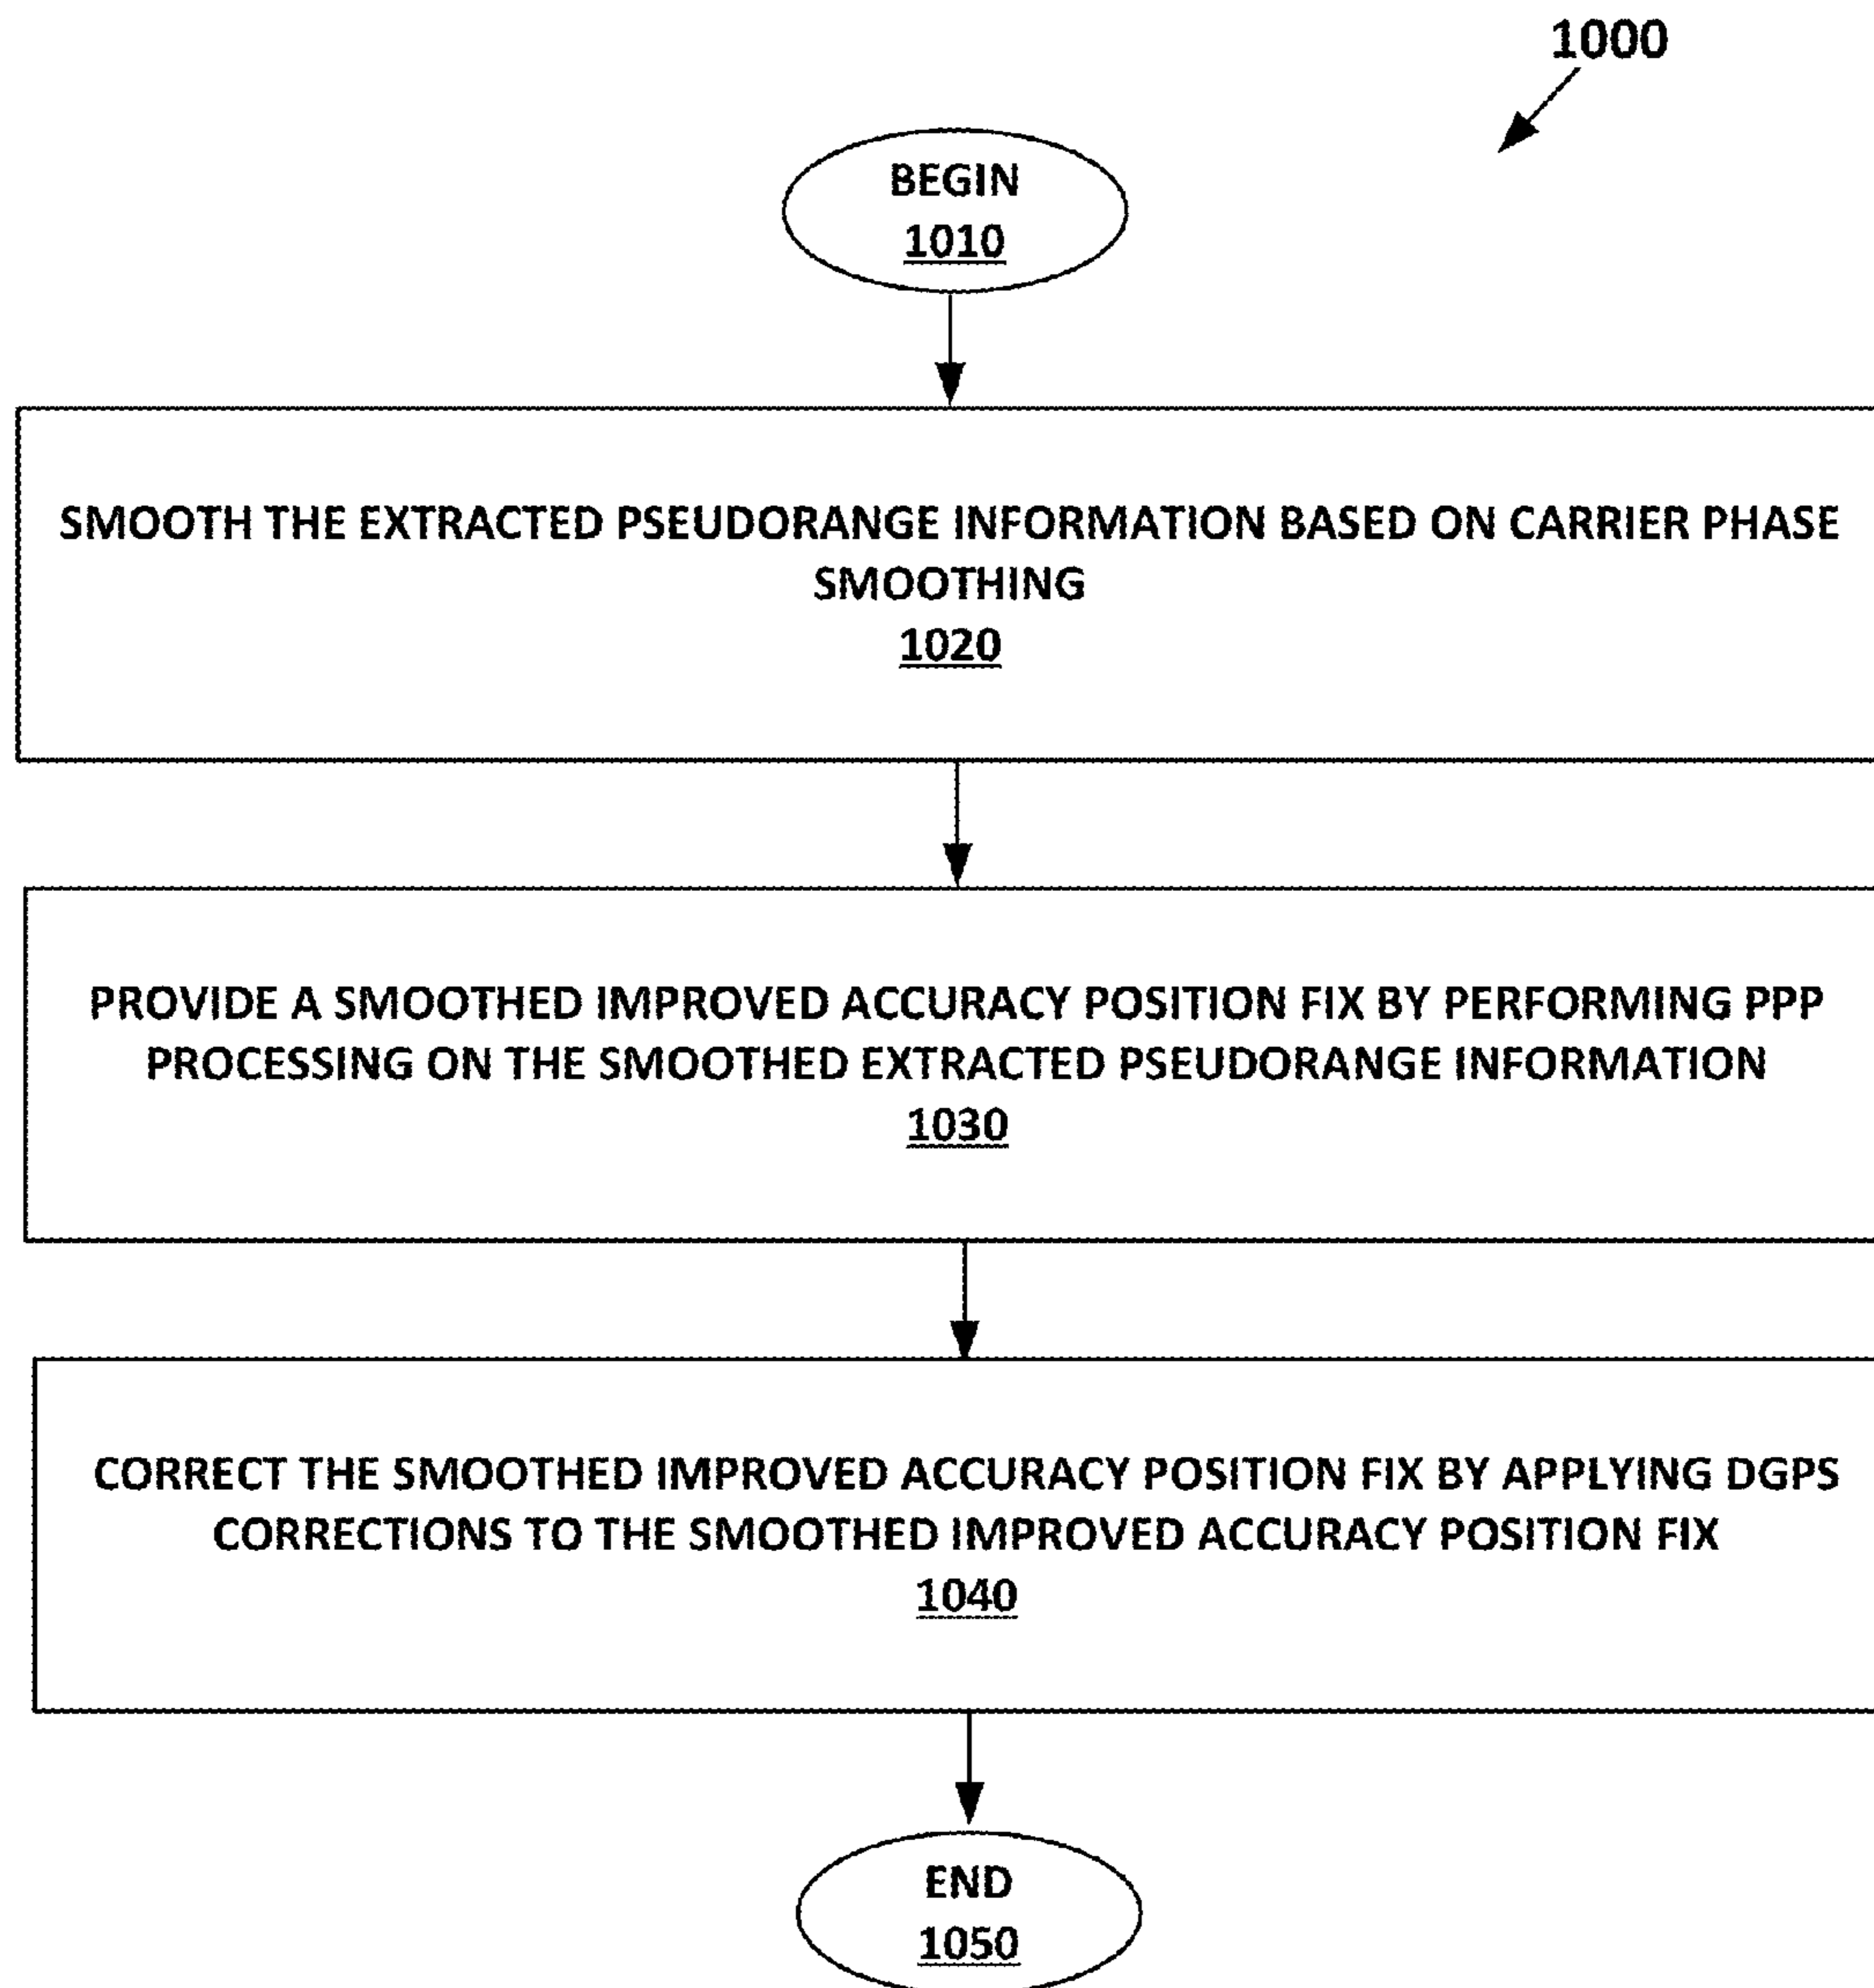 1000
BEGIN
1010
SMOOTH THE EXTRACTED PSEUDORANGE INFORMATION BASED ON CARRIER PHASE
SMOOTHING
1020
PROVIDE A SMOOTHED IMPROVED ACCURACY POSITION FIX BY PERFORMING PPP
PROCESSING ON THE SMOOTHED EXTRACTED PSEUDORANGE INFORMATION
1030
CORRECT THE SMOOTHED IMPROVED ACCURACY POSITION FIX BY APPLYING DGPS
CORRECTIONS TO THE SMOOTHED IMPROVED ACCURACY POSITION FIX
1040
END
1050